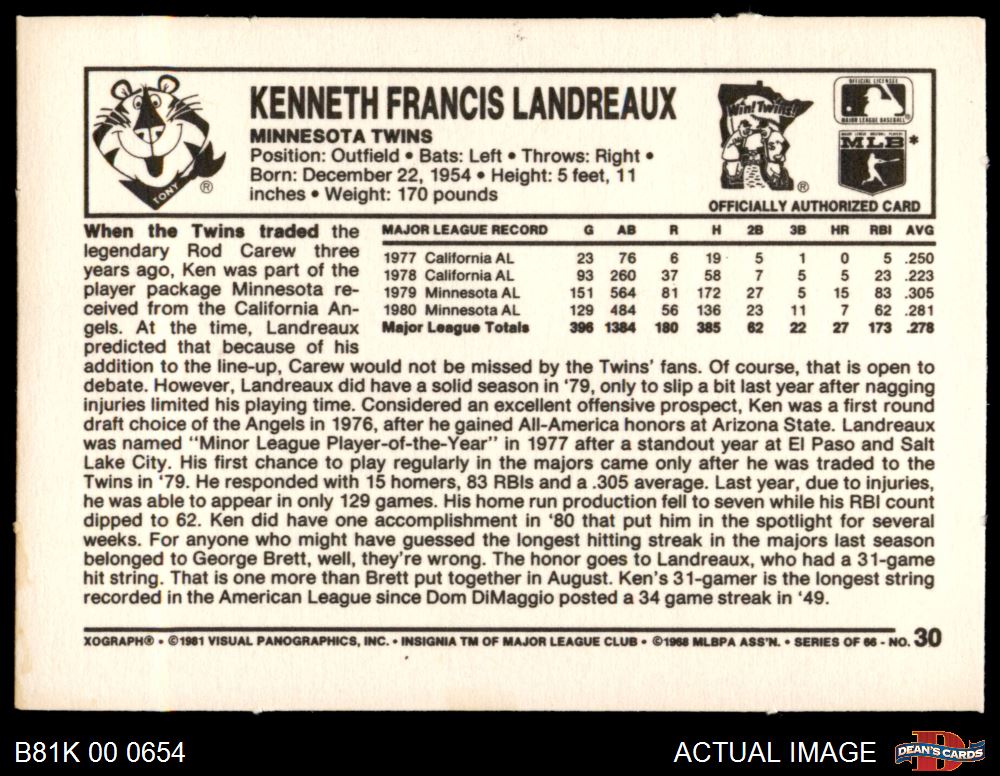 KENNETH FRANCIS LANDREAUX
MINNESOTA TWINS
Position: Outfield • Bats: Left • Throws: Right •
Born: December 22, 1954 • Height: 5 feet, 11
inches • Weight: 170 pounds
TONY
®
Win! Twins!
®
OFFICIAL LICENSEE
MAJOR LEAGUE BASEBALL
MLB*
OFFICIALLY AUTHORIZED CARD
When the Twins traded the
legendary Rod Carew three
years ago, Ken was part of the
player package Minnesota re-
ceived from the California An-
gels. At the time, Landreaux
predicted that because of his
MAJOR LEAGUE RECORD G AB R H 2B 3B HR RBI AVG
1977 California AL 23 76 6 19 5 1 0 5 .250
1978 California AL 93 260 37 58 7 5 5 23 .223
1979 Minnesota AL 151 564 81 172 27 5 15 83 .305
1980 Minnesota AL 129 484 56 136 23 11 7 62 .281
Major League Totals 396 1384 180 385 62 22 27 173 .278
addition to the line-up, Carew would not be missed by the Twins' fans. Of course, that is open to
debate. However, Landreaux did have a solid season in '79, only to slip a bit last year after nagging
injuries limited his playing time. Considered an excellent offensive prospect, Ken was a first round
draft choice of the Angels in 1976, after he gained All-America honors at Arizona State. Landreaux
was named "Minor League Player-of-the-Year" in 1977 after a standout year at El Paso and Salt
Lake City. His first chance to play regularly in the majors came only after he was traded to the
Twins in '79. He responded with 15 homers, 83 RBIs and a .305 average. Last year, due to injuries,
he was able to appear in only 129 games. His home run production fell to seven while his RBI count
dipped to 62. Ken did have one accomplishment in '80 that put him in the spotlight for several
weeks. For anyone who might have guessed the longest hitting streak in the majors last season
belonged to George Brett, well, they're wrong. The honor goes to Landreaux, who had a 31-game
hit string. That is one more than Brett put together in August. Ken's 31-gamer is the longest string
recorded in the American League since Dom DiMaggio posted a 34 game streak in '49.
XOGRAPH® • ©1981 VISUAL PANOGRAPHICS, INC. • INSIGNIA TM OF MAJOR LEAGUE CLUB • ©1968 MLBPA ASS'N. • SERIES OF 66 - NO. 30
B81K 00 0654
ACTUAL IMAGE
DEAN'S CARDS